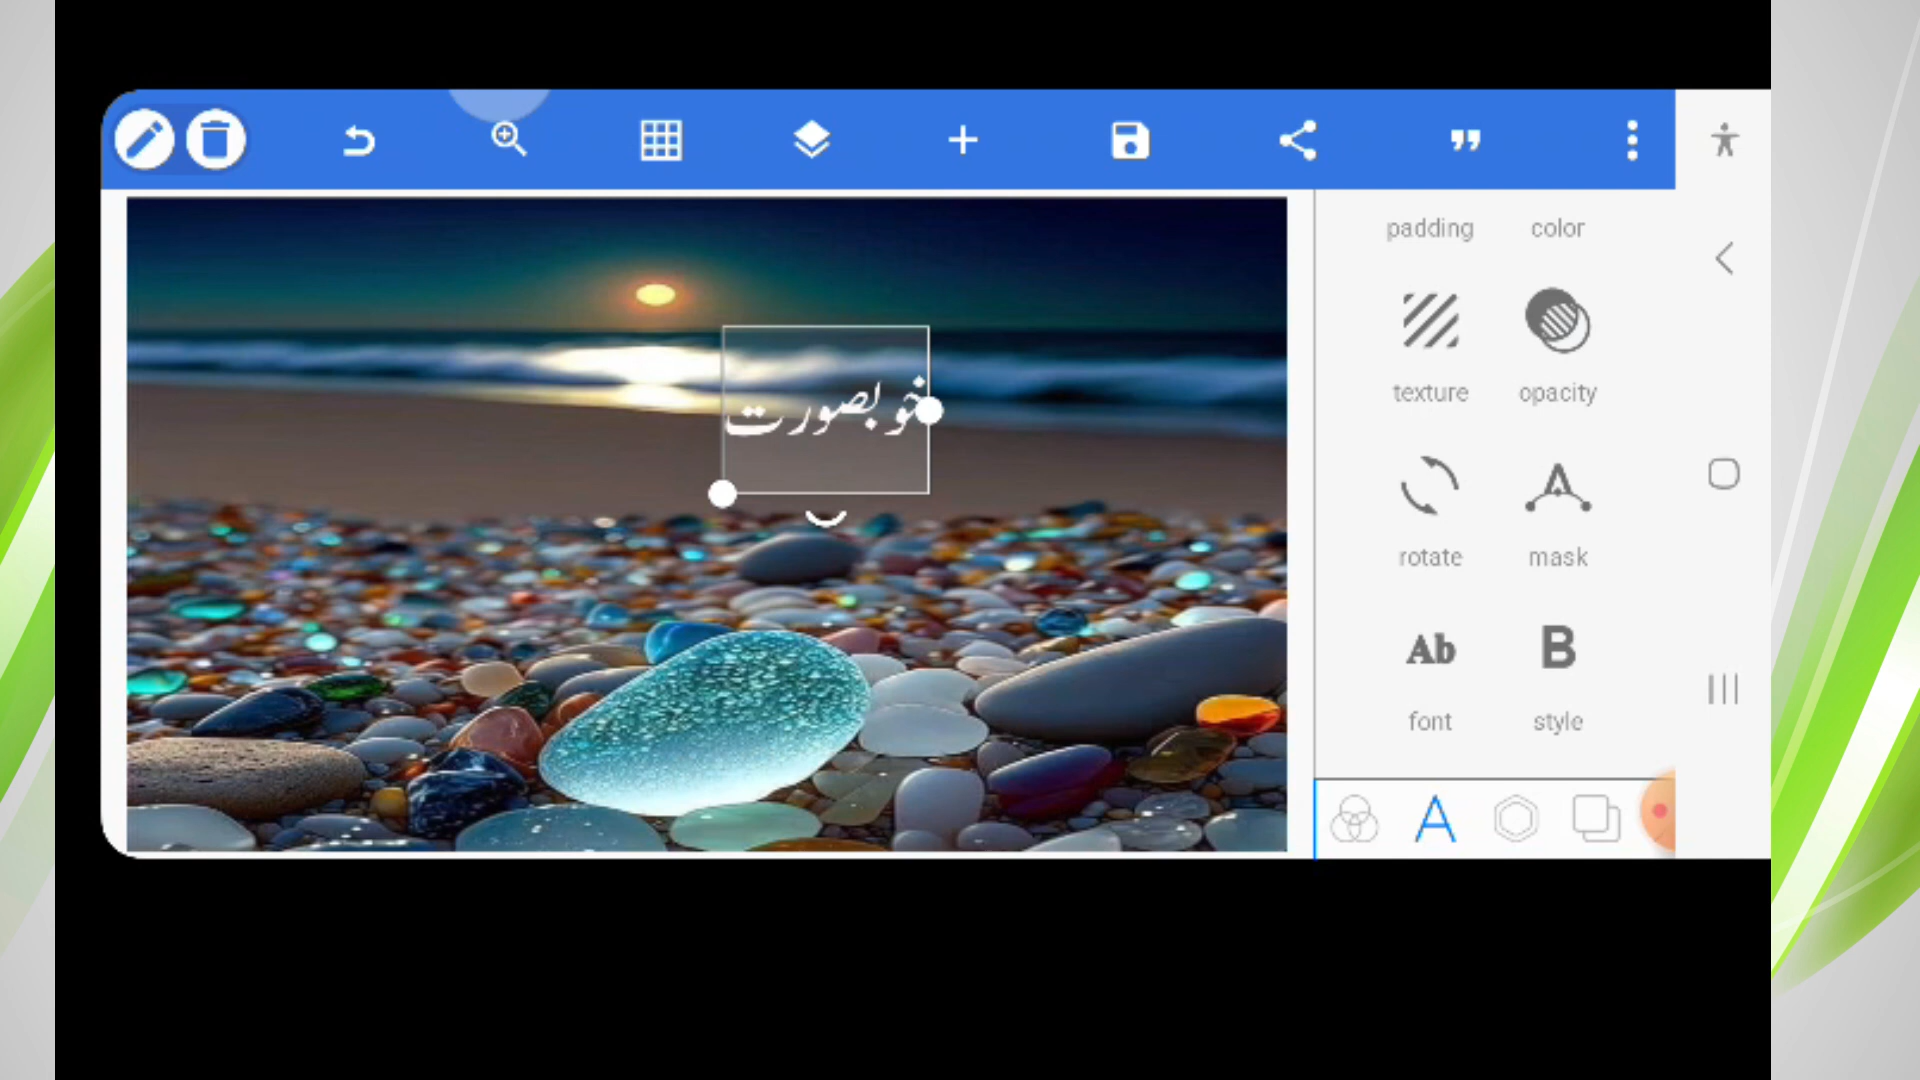 padding color
texture opacity
خوبصورت
rotate mask
Ab B
font style
A